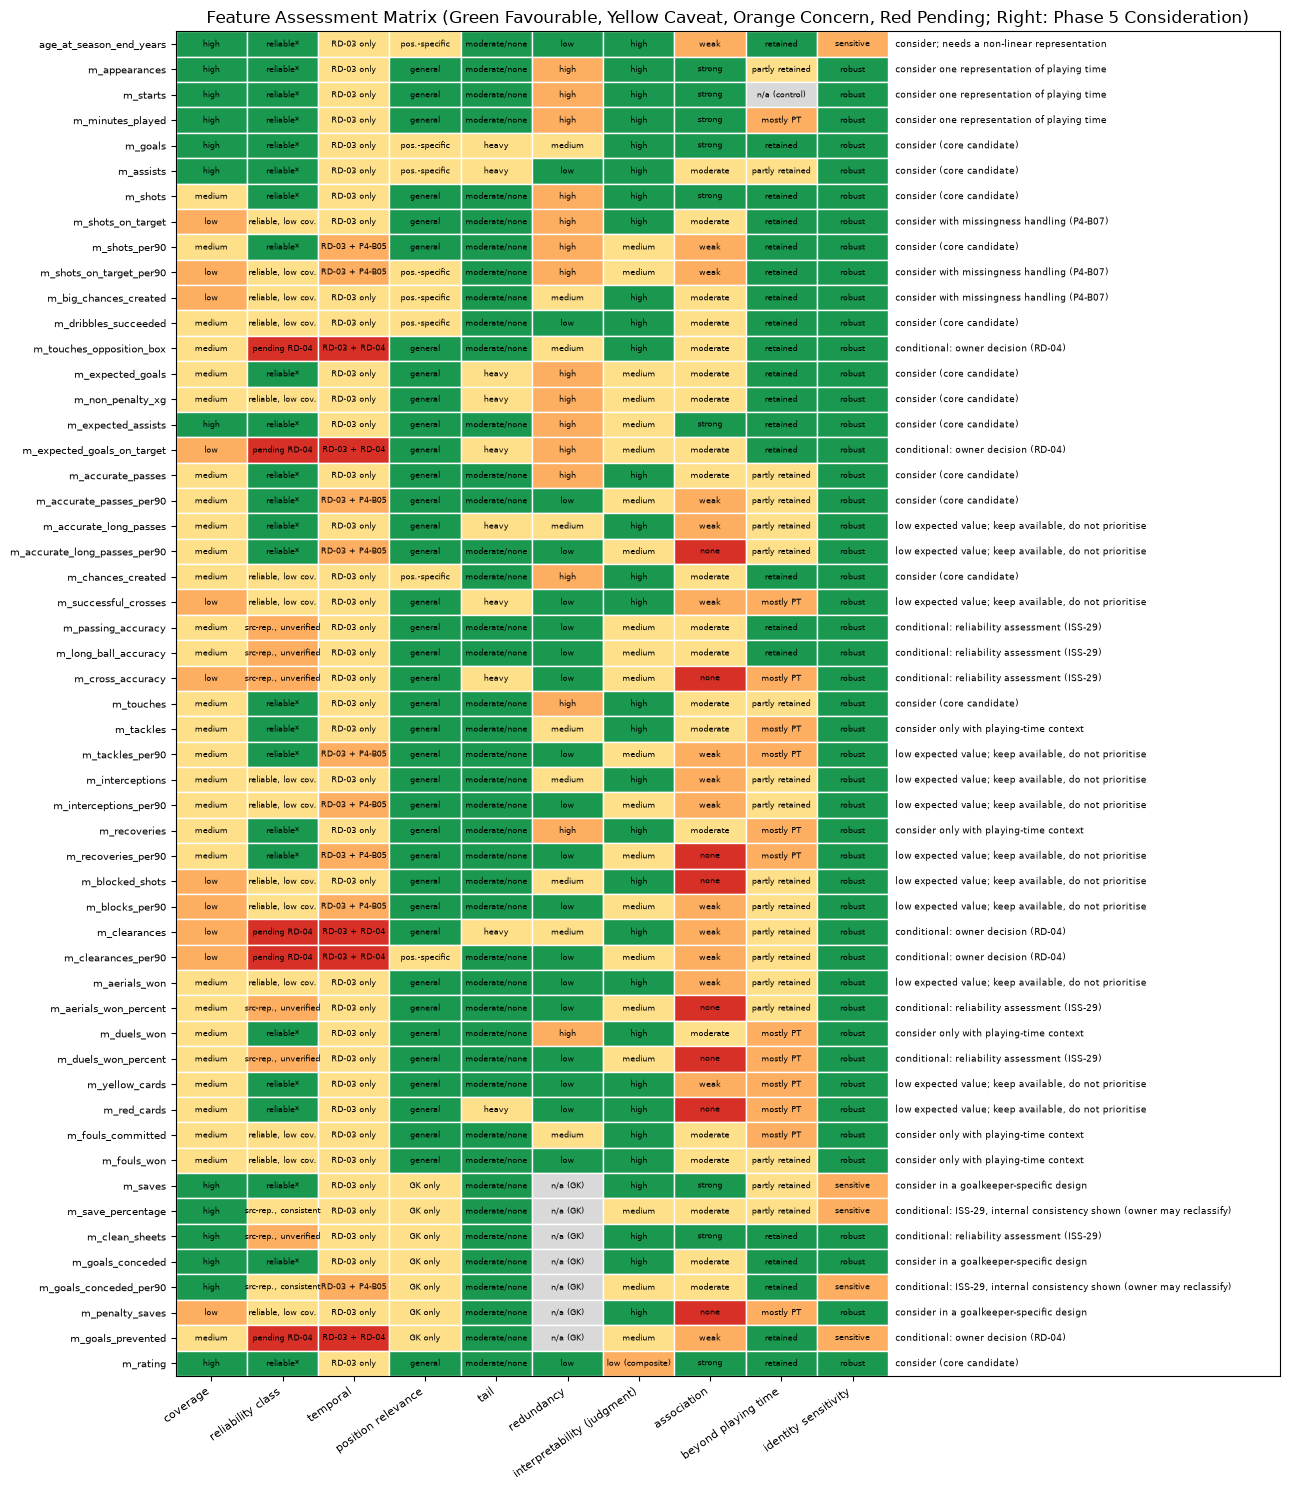 Feature Assessment Matrix (Green Favourable, Yellow Caveat, Orange Concern, Red Pending; Right: Phase 5 Consideration)
age_at_season_end_years high reliable* RD-03 only pos.-specific moderate/none low high weak retained sensitive consider; needs a non-linear representation
m_appearances high reliable* RD-03 only general moderate/none high high strong partly retained robust consider one representation of playing time
m_starts high reliable* RD-03 only general moderate/none high high strong n/a (control) robust consider one representation of playing time
m_minutes_played high reliable* RD-03 only general moderate/none high high strong mostly PT robust consider one representation of playing time
m_goals high reliable* RD-03 only pos.-specific heavy medium high strong retained robust consider (core candidate)
m_assists high reliable* RD-03 only pos.-specific heavy low high moderate partly retained robust consider (core candidate)
m_shots medium reliable* RD-03 only general moderate/none high high strong retained robust consider (core candidate)
m_shots_on_target low reliable, low cov. RD-03 only general moderate/none high high moderate retained robust consider with missingness handling (P4-B07)
m_shots_per90 medium reliable* RD-03 + P4-B05 general moderate/none high medium weak retained robust consider (core candidate)
m_shots_on_target_per90 low reliable, low cov. RD-03 + P4-B05 pos.-specific moderate/none high medium weak retained robust consider with missingness handling (P4-B07)
m_big_chances_created low reliable, low cov. RD-03 only pos.-specific moderate/none medium high moderate retained robust consider with missingness handling (P4-B07)
m_dribbles_succeeded medium reliable, low cov. RD-03 only pos.-specific moderate/none low high moderate retained robust consider (core candidate)
m_touches_opposition_box medium pending RD-04 RD-03 + RD-04 general moderate/none medium high moderate retained robust conditional: owner decision (RD-04)
m_expected_goals medium reliable* RD-03 only general heavy high medium moderate retained robust consider (core candidate)
m_non_penalty_xg medium reliable, low cov. RD-03 only general heavy high medium moderate retained robust consider (core candidate)
m_expected_assists high reliable* RD-03 only general moderate/none high medium strong retained robust consider (core candidate)
m_expected_goals_on_target low pending RD-04 RD-03 + RD-04 general heavy high medium moderate retained robust conditional: owner decision (RD-04)
m_accurate_passes medium reliable* RD-03 only general moderate/none high high moderate partly retained robust consider (core candidate)
m_accurate_passes_per90 medium reliable* RD-03 + P4-B05 general moderate/none low medium weak partly retained robust consider (core candidate)
m_accurate_long_passes medium reliable* RD-03 only general heavy medium high weak partly retained robust low expected value; keep available, do not prioritise
m_accurate_long_passes_per90 medium reliable* RD-03 + P4-B05 general moderate/none low medium none partly retained robust low expected value; keep available, do not prioritise
m_chances_created medium reliable, low cov. RD-03 only pos.-specific moderate/none high high moderate retained robust consider (core candidate)
m_successful_crosses low reliable, low cov. RD-03 only general heavy low high weak mostly PT robust low expected value; keep available, do not prioritise
m_passing_accuracy medium src-rep., unverified RD-03 only general moderate/none low medium moderate retained robust conditional: reliability assessment (ISS-29)
m_long_ball_accuracy medium src-rep., unverified RD-03 only general moderate/none low medium moderate retained robust conditional: reliability assessment (ISS-29)
m_cross_accuracy low src-rep., unverified RD-03 only general heavy low medium none mostly PT robust conditional: reliability assessment (ISS-29)
m_touches medium reliable* RD-03 only general moderate/none high high moderate partly retained robust consider (core candidate)
m_tackles medium reliable* RD-03 only general moderate/none medium high moderate mostly PT robust consider only with playing-time context
m_tackles_per90 medium reliable* RD-03 + P4-B05 general moderate/none low medium weak mostly PT robust low expected value; keep available, do not prioritise
m_interceptions medium reliable, low cov. RD-03 only general moderate/none medium high weak partly retained robust low expected value; keep available, do not prioritise
m_interceptions_per90 medium reliable, low cov. RD-03 + P4-B05 general moderate/none low medium weak partly retained robust low expected value; keep available, do not prioritise
m_recoveries medium reliable* RD-03 only general moderate/none high high moderate mostly PT robust consider only with playing-time context
m_recoveries_per90 medium reliable* RD-03 + P4-B05 general moderate/none low medium none mostly PT robust low expected value; keep available, do not prioritise
m_blocked_shots low reliable, low cov. RD-03 only general moderate/none medium high none partly retained robust low expected value; keep available, do not prioritise
m_blocks_per90 low reliable, low cov. RD-03 + P4-B05 general moderate/none low medium weak partly retained robust low expected value; keep available, do not prioritise
m_clearances low pending RD-04 RD-03 + RD-04 general heavy medium high weak partly retained robust conditional: owner decision (RD-04)
m_clearances_per90 low pending RD-04 RD-03 + RD-04 pos.-specific moderate/none low medium weak partly retained robust conditional: owner decision (RD-04)
m_aerials_won medium reliable, low cov. RD-03 only general moderate/none low high weak partly retained robust low expected value; keep available, do not prioritise
m_aerials_won_percent medium src-rep., unverified RD-03 only general moderate/none low medium none partly retained robust conditional: reliability assessment (ISS-29)
m_duels_won medium reliable* RD-03 only general moderate/none high high moderate mostly PT robust consider only with playing-time context
m_duels_won_percent medium src-rep., unverified RD-03 only general moderate/none low medium none mostly PT robust conditional: reliability assessment (ISS-29)
m_yellow_cards medium reliable* RD-03 only general moderate/none low high weak mostly PT robust low expected value; keep available, do not prioritise
m_red_cards medium reliable* RD-03 only general heavy low high none mostly PT robust low expected value; keep available, do not prioritise
m_fouls_committed medium reliable, low cov. RD-03 only general moderate/none medium high moderate mostly PT robust consider only with playing-time context
m_fouls_won medium reliable, low cov. RD-03 only general moderate/none low high moderate partly retained robust consider only with playing-time context
m_saves high reliable* RD-03 only GK only moderate/none n/a (GK) high strong partly retained sensitive consider in a goalkeeper-specific design
m_save_percentage high src-rep., consistent RD-03 only GK only moderate/none n/a (GK) medium moderate partly retained sensitive conditional: ISS-29, internal consistency shown (owner may reclassify)
m_clean_sheets high src-rep., unverified RD-03 only GK only moderate/none n/a (GK) high strong retained robust conditional: reliability assessment (ISS-29)
m_goals_conceded high reliable* RD-03 only GK only moderate/none n/a (GK) high moderate retained robust consider in a goalkeeper-specific design
m_goals_conceded_per90 high src-rep., consistent RD-03 + P4-B05 GK only moderate/none n/a (GK) medium moderate retained sensitive conditional: ISS-29, internal consistency shown (owner may reclassify)
m_penalty_saves low reliable, low cov. RD-03 only GK only moderate/none n/a (GK) high none mostly PT robust consider in a goalkeeper-specific design
m_goals_prevented medium pending RD-04 RD-03 + RD-04 GK only moderate/none n/a (GK) medium weak retained sensitive conditional: owner decision (RD-04)
m_rating high reliable* RD-03 only general moderate/none low low (composite) strong retained robust consider (core candidate)
coverage reliability class temporal position relevance tail redundancy interpretability (judgment) association beyond playing time identity sensitivity